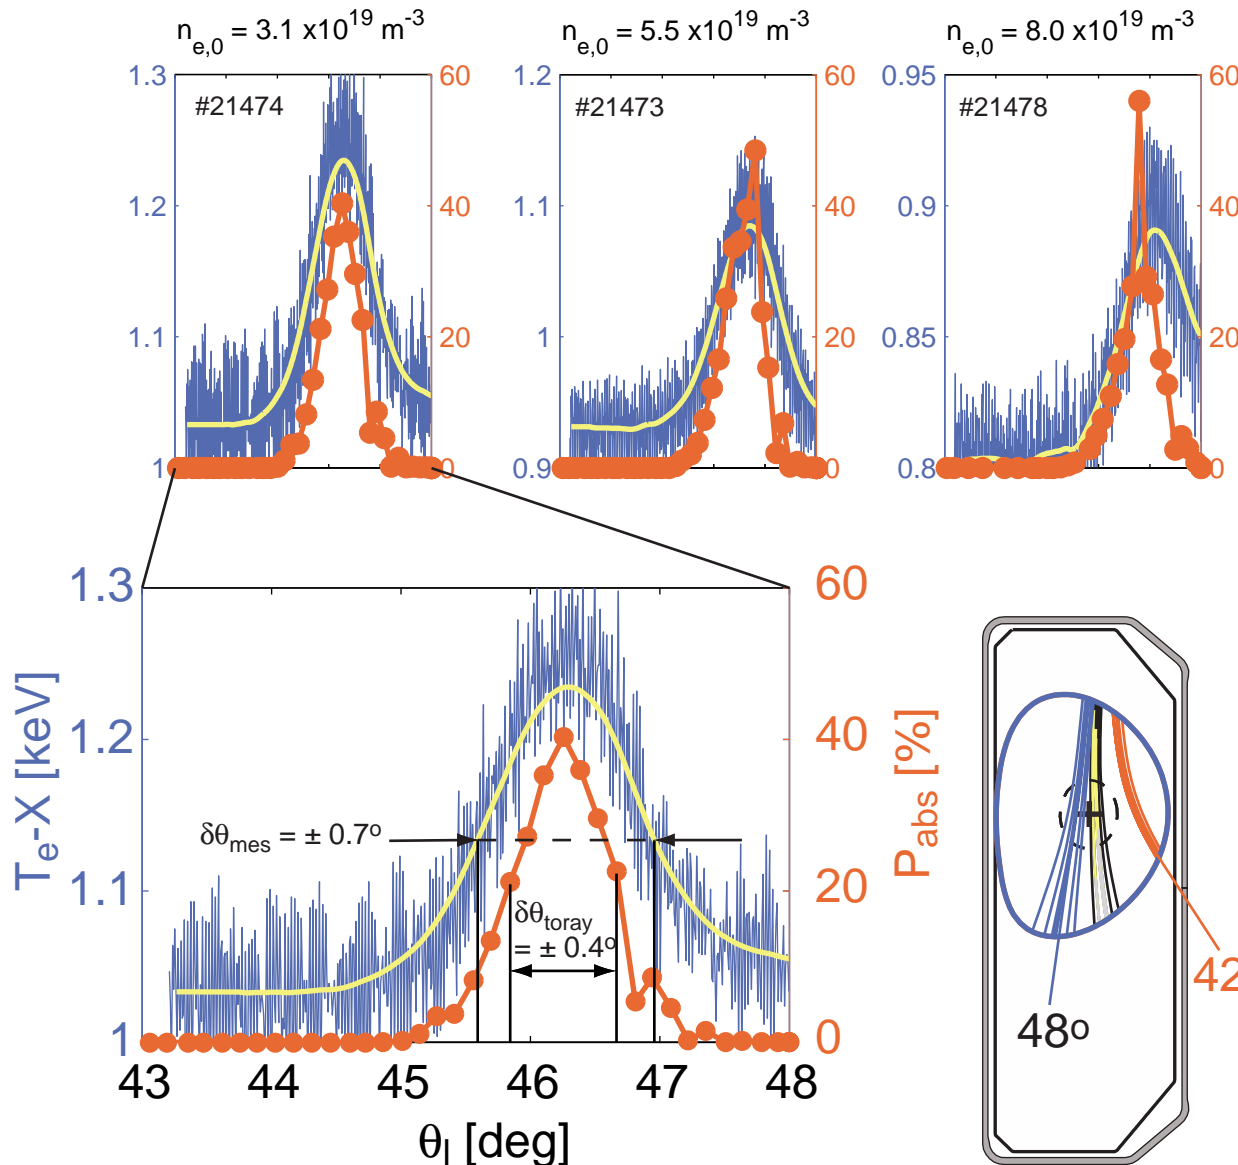 n_e,0 = 3.1 x10^19 m^-3
n_e,0 = 5.5 x10^19 m^-3
n_e,0 = 8.0 x10^19 m^-3
1.3 60 1.2 60 0.95 60
#21474 #21473 #21478
1.2 40 1.1 40 0.9 40
1.1 20 1 20 0.85 20
1 0 0.9 0 0.8 0
1.3 60
T_e-X [keV]
1.2 40
P_abs [%]
δθ_mes = ± 0.7^o
1.1 20
δθ_toray
= ± 0.4^o
1 0
43 44 45 46 47 48
θ_l [deg]
42
48^o